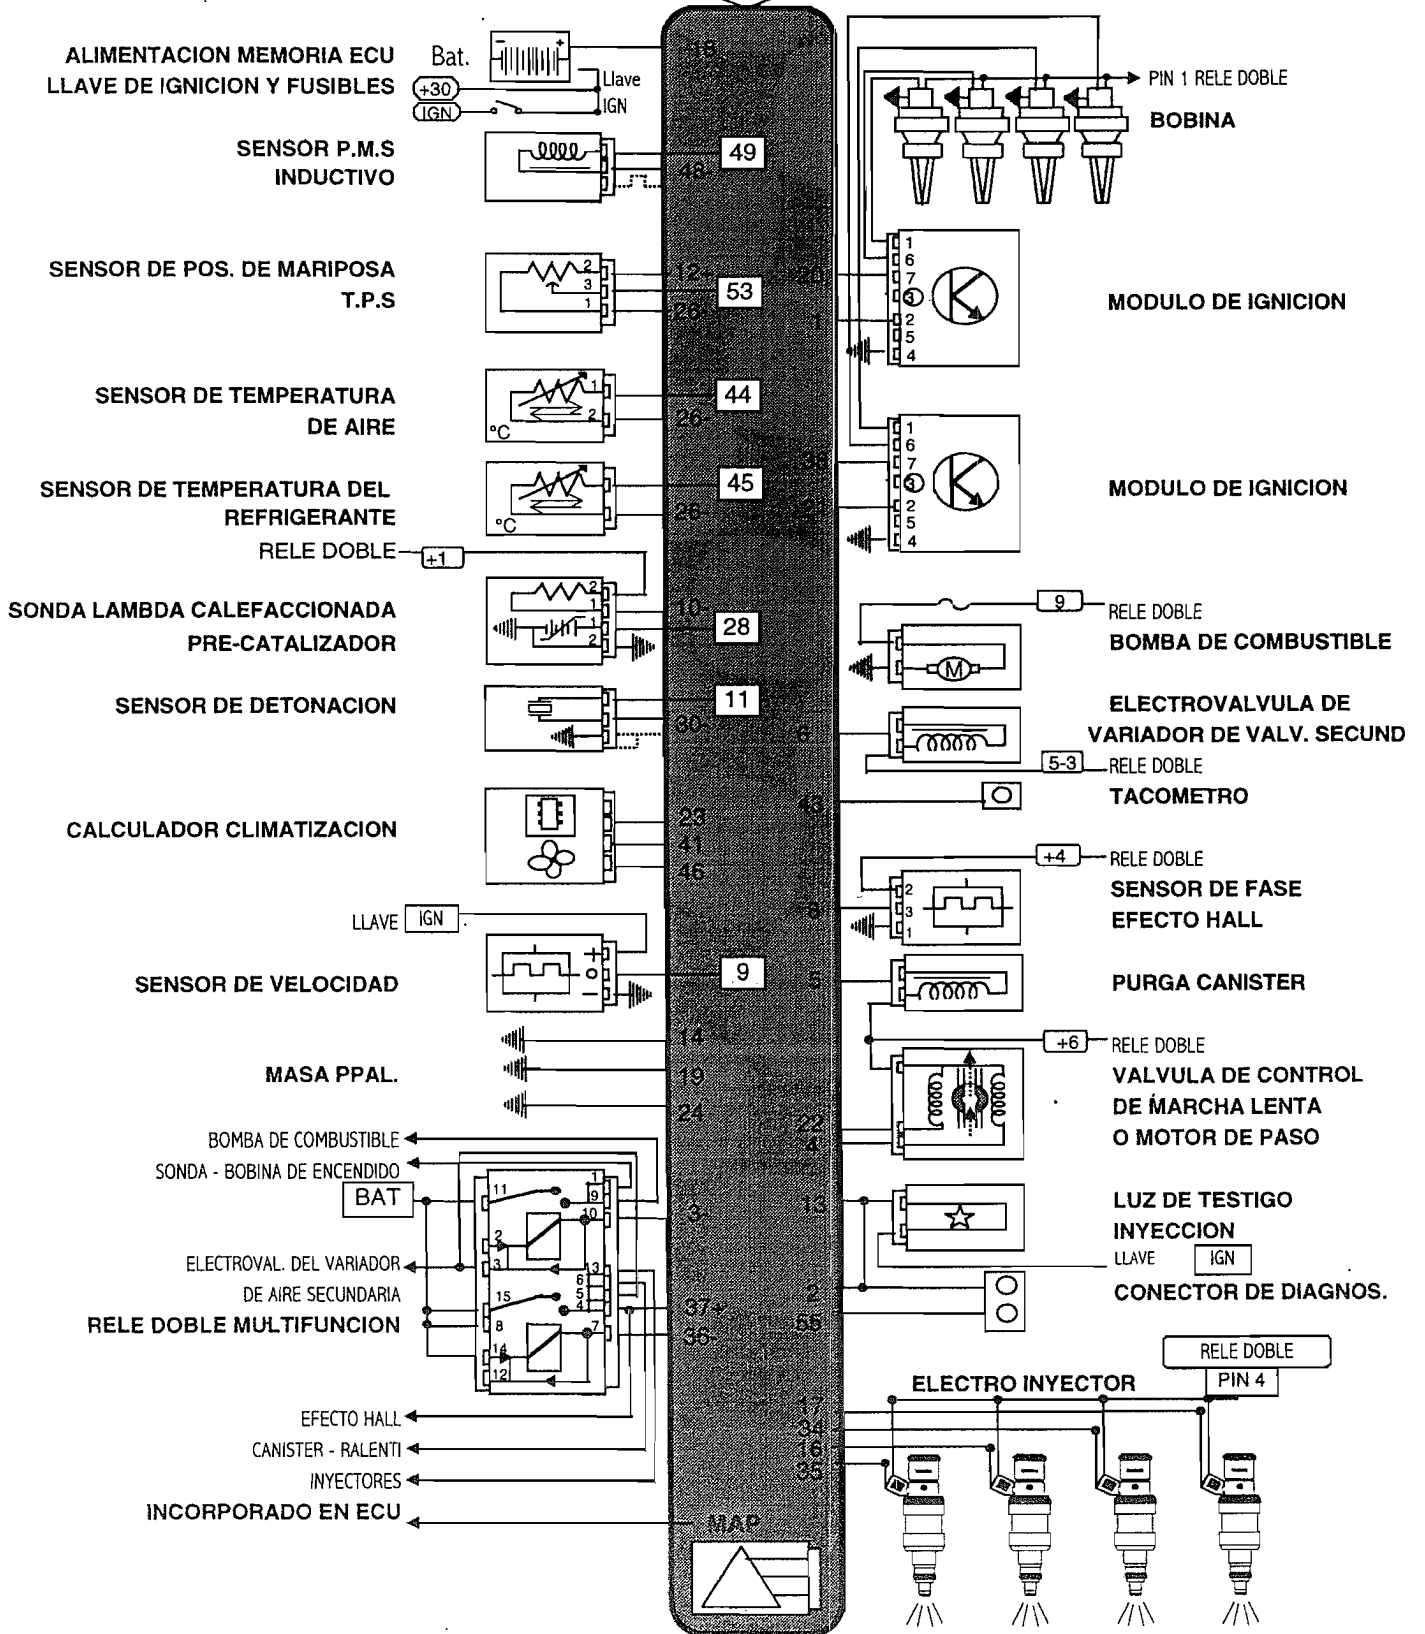 ALIMENTACION MEMORIA ECU
LLAVE DE IGNICION Y FUSIBLES
Bat.
- +
+30
IGN
Llave
IGN
18
SENSOR P.M.S
INDUCTIVO
49
48-
SENSOR DE POS. DE MARIPOSA
T.P.S
2
3
1
12+
53
26-
SENSOR DE TEMPERATURA
DE AIRE
1
2
°C
44
26-
SENSOR DE TEMPERATURA DEL
REFRIGERANTE
°C
45
26-
RELE DOBLE
+1
SONDA LAMBDA CALEFACCIONADA
PRE-CATALIZADOR
2
1
1
2
10-
28
SENSOR DE DETONACION
11
30-
CALCULADOR CLIMATIZACION
23
41
46
LLAVE IGN
SENSOR DE VELOCIDAD
+
o
-
9
MASA PPAL.
14
19
24
BOMBA DE COMBUSTIBLE
SONDA - BOBINA DE ENCENDIDO
BAT
ELECTROVAL. DEL VARIADOR
DE AIRE SECUNDARIA
RELE DOBLE MULTIFUNCION
11
1
9
10
2
3
13
6
5
4
15
8
7
14
12
3-
37+
36-
EFECTO HALL
CANISTER - RALENTI
INYECTORES
INCORPORADO EN ECU
MAP
PIN 1 RELE DOBLE
BOBINA
20
1
1
6
7
3
2
5
4
MODULO DE IGNICION
1
6
7
3
2
5
4
MODULO DE IGNICION
9
RELE DOBLE
BOMBA DE COMBUSTIBLE
M
ELECTROVALVULA DE
VARIADOR DE VALV. SECUND
6
5-3
RELE DOBLE
TACOMETRO
43
+4
RELE DOBLE
SENSOR DE FASE
EFECTO HALL
8
2
3
1
PURGA CANISTER
5
+6
RELE DOBLE
VALVULA DE CONTROL
DE MARCHA LENTA
O MOTOR DE PASO
22
4
LUZ DE TESTIGO
INYECCION
13
LLAVE IGN
CONECTOR DE DIAGNOS.
2
55
RELE DOBLE
PIN 4
ELECTRO INYECTOR
17
34
16
35